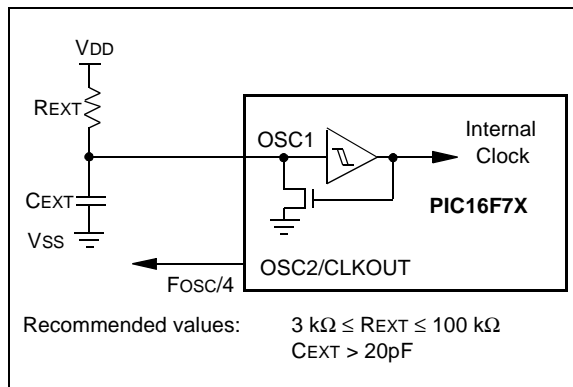 VDD
REXT
OSC1
Internal
Clock
CEXT
PIC16F7X
VSS
OSC2/CLKOUT
FOSC/4
Recommended values: 3 kΩ ≤ REXT ≤ 100 kΩ
CEXT > 20pF